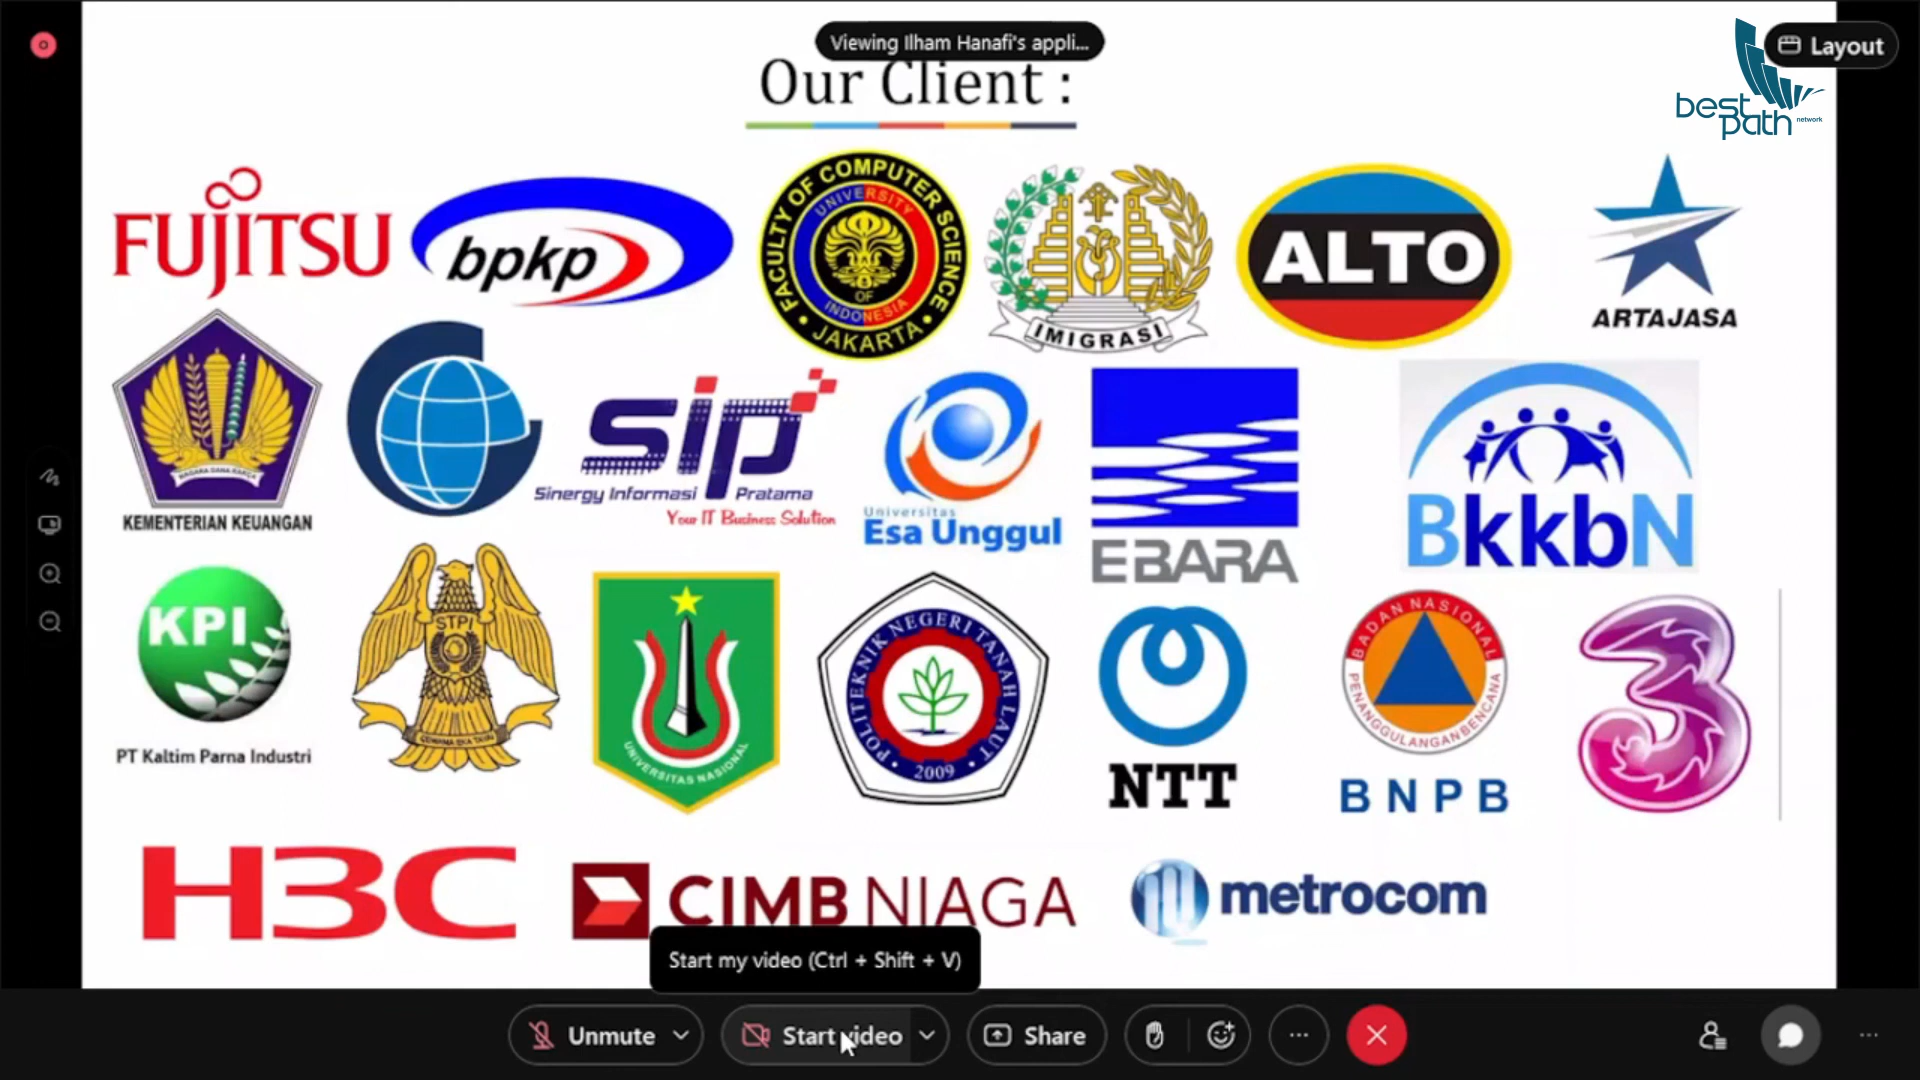 Viewing Ilham Hanafi's appli...
Layout
Our Client :
best path network
FUJITSU
bpkp
FACULTY OF COMPUTER SCIENCE
UNIVERSITY
OF
INDONESIA
JAKARTA
IMIGRASI
ALTO
ARTAJASA
NAGARA DANA RAKCA
KEMENTERIAN KEUANGAN
sip
Sinergy Informasi Pratama
Your IT Business Solution
Universitas
Esa Unggul
EBARA
BkkbN
KPI
PT Kaltim Parna Industri
STPI
UNIVERSITAS NASIONAL
POLITEKNIK NEGERI TANAH LAUT
2009
NTT
BADAN NASIONAL
PENANGGULANGAN BENCANA
BNPB
3
H3C
CIMB NIAGA
metrocom
Start my video (Ctrl + Shift + V)
Unmute
Start video
Share